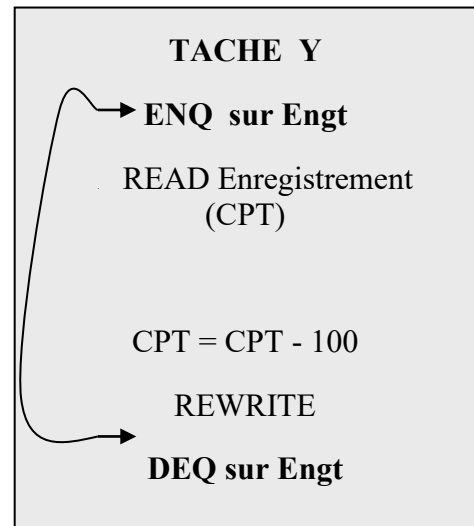 TACHE Y
ENQ sur Engt
READ Enregistrement
(CPT)
CPT = CPT - 100
REWRITE
DEQ sur Engt